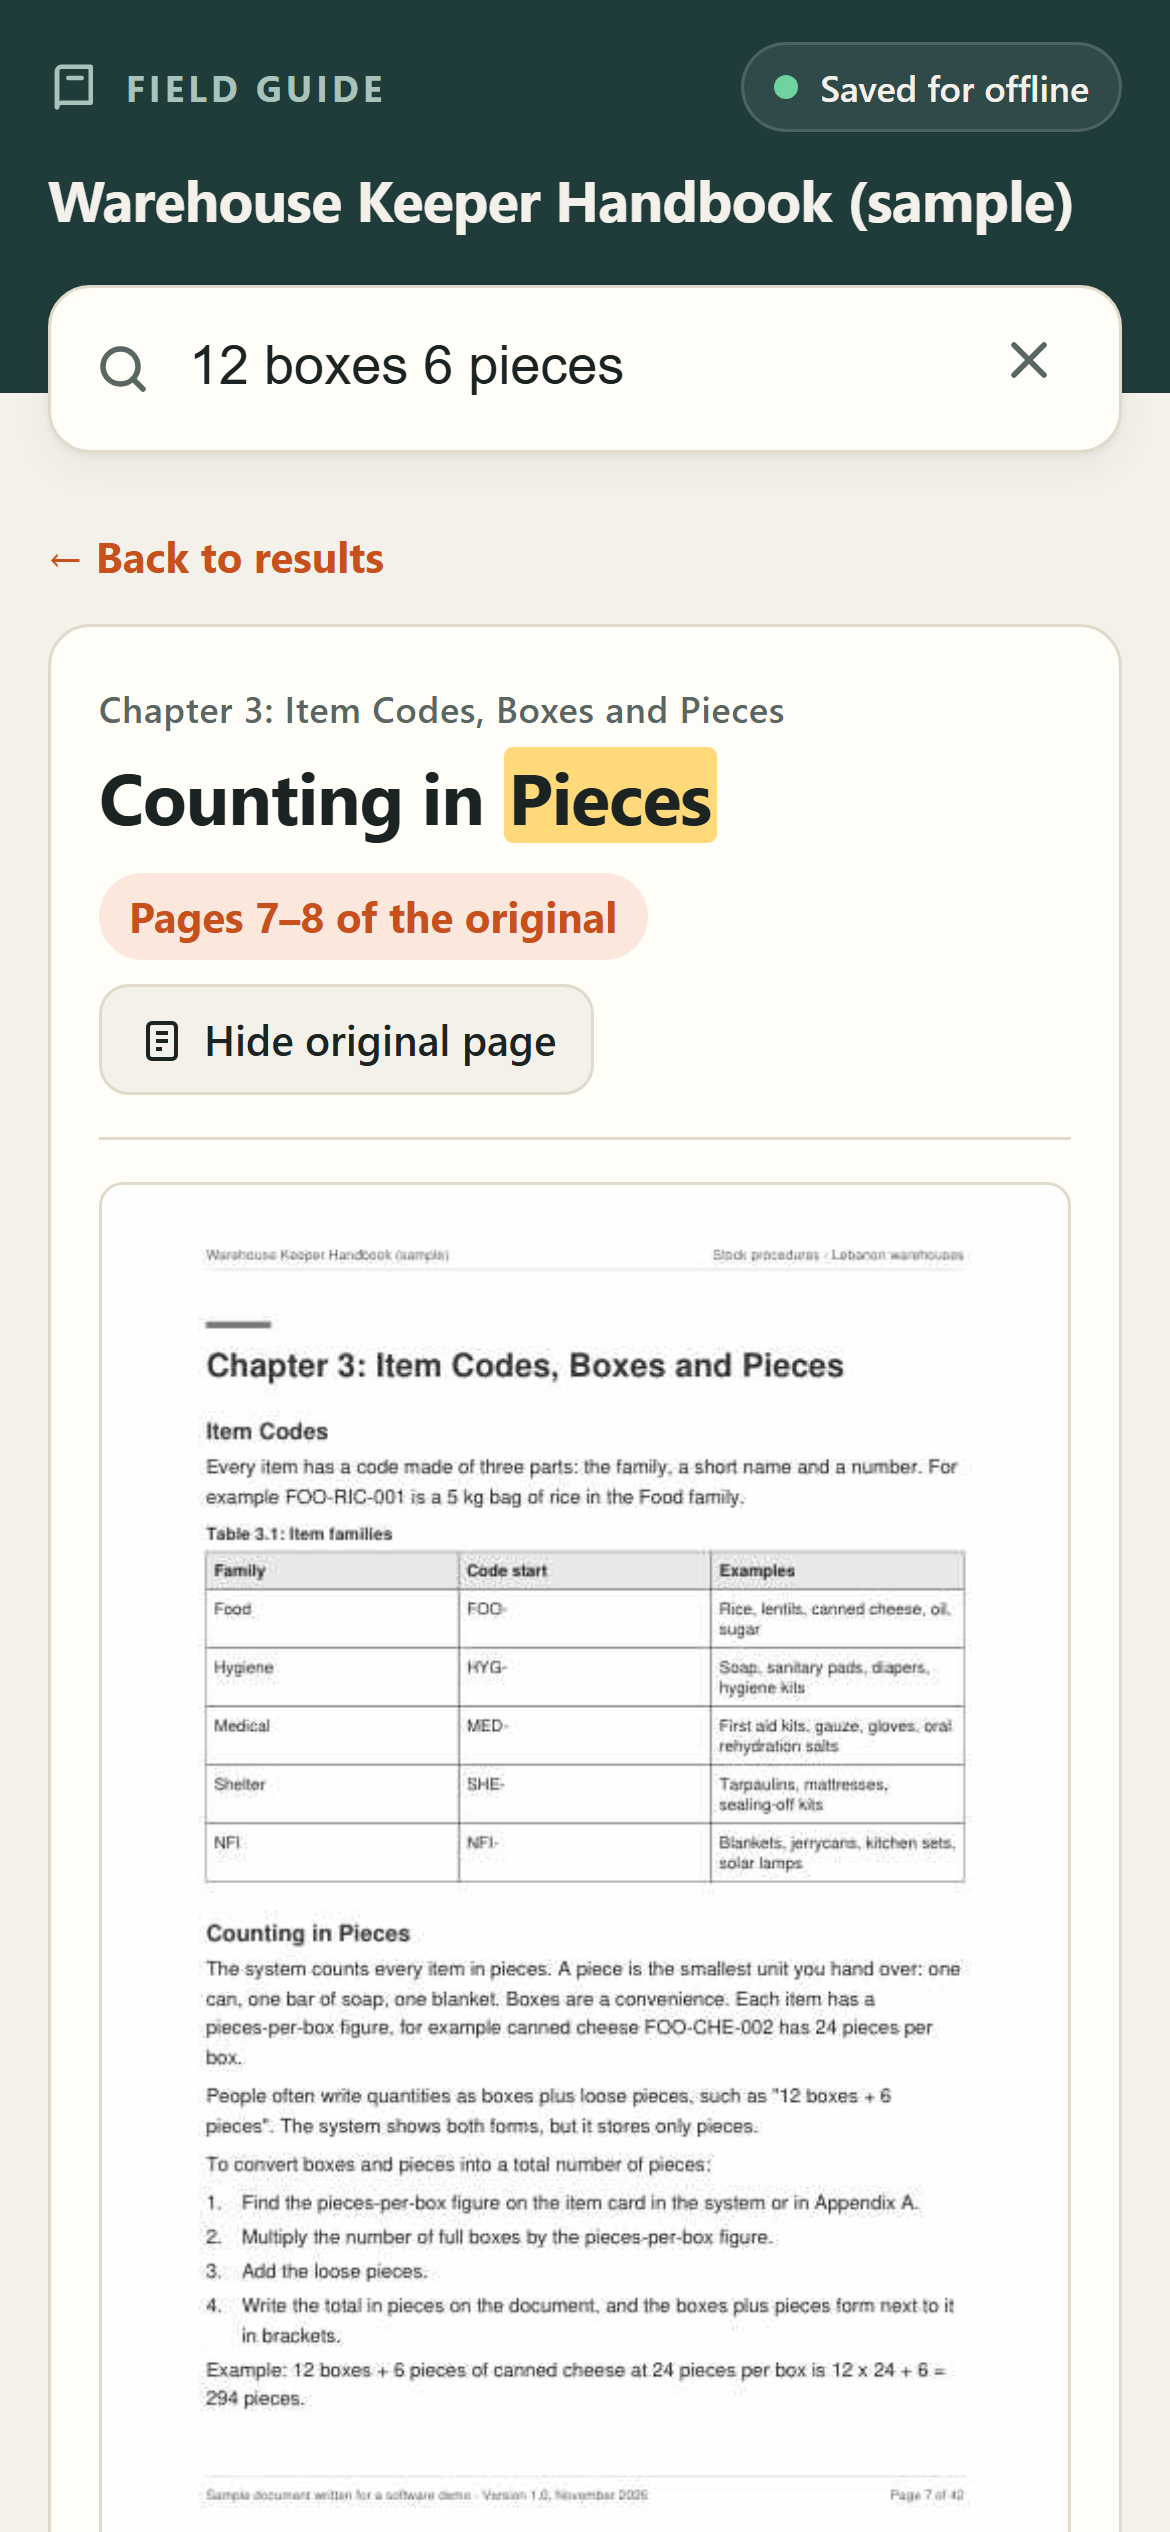 FIELD GUIDE
Saved for offline
Warehouse Keeper Handbook (sample)
12 boxes 6 pieces
← Back to results
Chapter 3: Item Codes, Boxes and Pieces
Counting in Pieces
Pages 7–8 of the original
Hide original page
Warehouse Keeper Handbook (sample)
Stock procedures - Lebanon warehouses
Chapter 3: Item Codes, Boxes and Pieces
Item Codes
Every item has a code made of three parts: the family, a short name and a number. For
example FOO-RIC-001 is a 5 kg bag of rice in the Food family.
Table 3.1: Item families
Family Code start Examples
Food FOO- Rice, lentils, canned cheese, oil,
sugar
Hygiene HYG- Soap, sanitary pads, diapers,
hygiene kits
Medical MED- First aid kits, gauze, gloves, oral
rehydration salts
Shelter SHE- Tarpaulins, mattresses,
sealing-off kits
NFI NFI- Blankets, jerrycans, kitchen sets,
solar lamps
Counting in Pieces
The system counts every item in pieces. A piece is the smallest unit you hand over: one
can, one bar of soap, one blanket. Boxes are a convenience. Each item has a
pieces-per-box figure, for example canned cheese FOO-CHE-002 has 24 pieces per
box.
People often write quantities as boxes plus loose pieces, such as "12 boxes + 6
pieces". The system shows both forms, but it stores only pieces.
To convert boxes and pieces into a total number of pieces:
1. Find the pieces-per-box figure on the item card in the system or in Appendix A.
2. Multiply the number of full boxes by the pieces-per-box figure.
3. Add the loose pieces.
4. Write the total in pieces on the document, and the boxes plus pieces form next to it
in brackets.
Example: 12 boxes + 6 pieces of canned cheese at 24 pieces per box is 12 x 24 + 6 =
294 pieces.
Sample document written for a software demo - Version 1.0, November 2026
Page 7 of 40